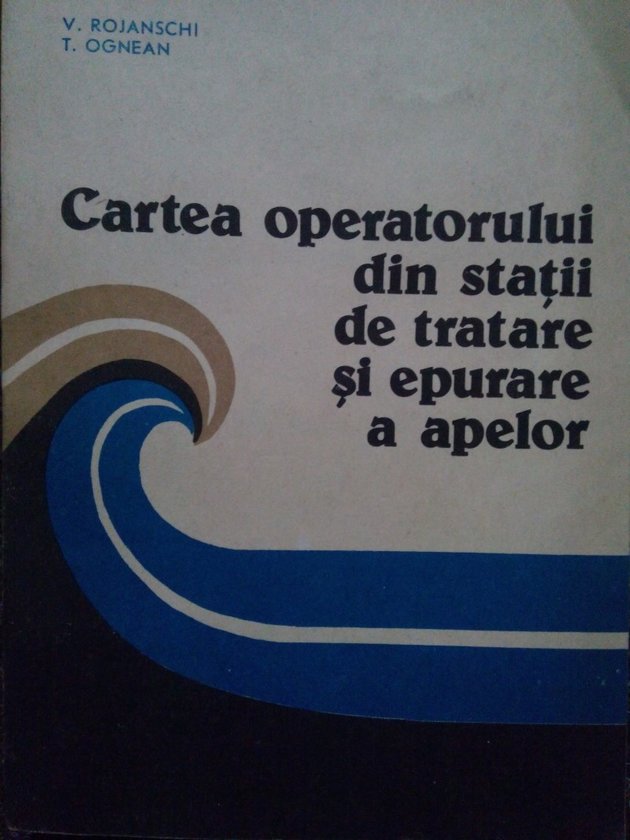 V. ROJANSCHI
T. OGNEAN
Cartea operatorului
din stații
de tratare
și epurare
a apelor